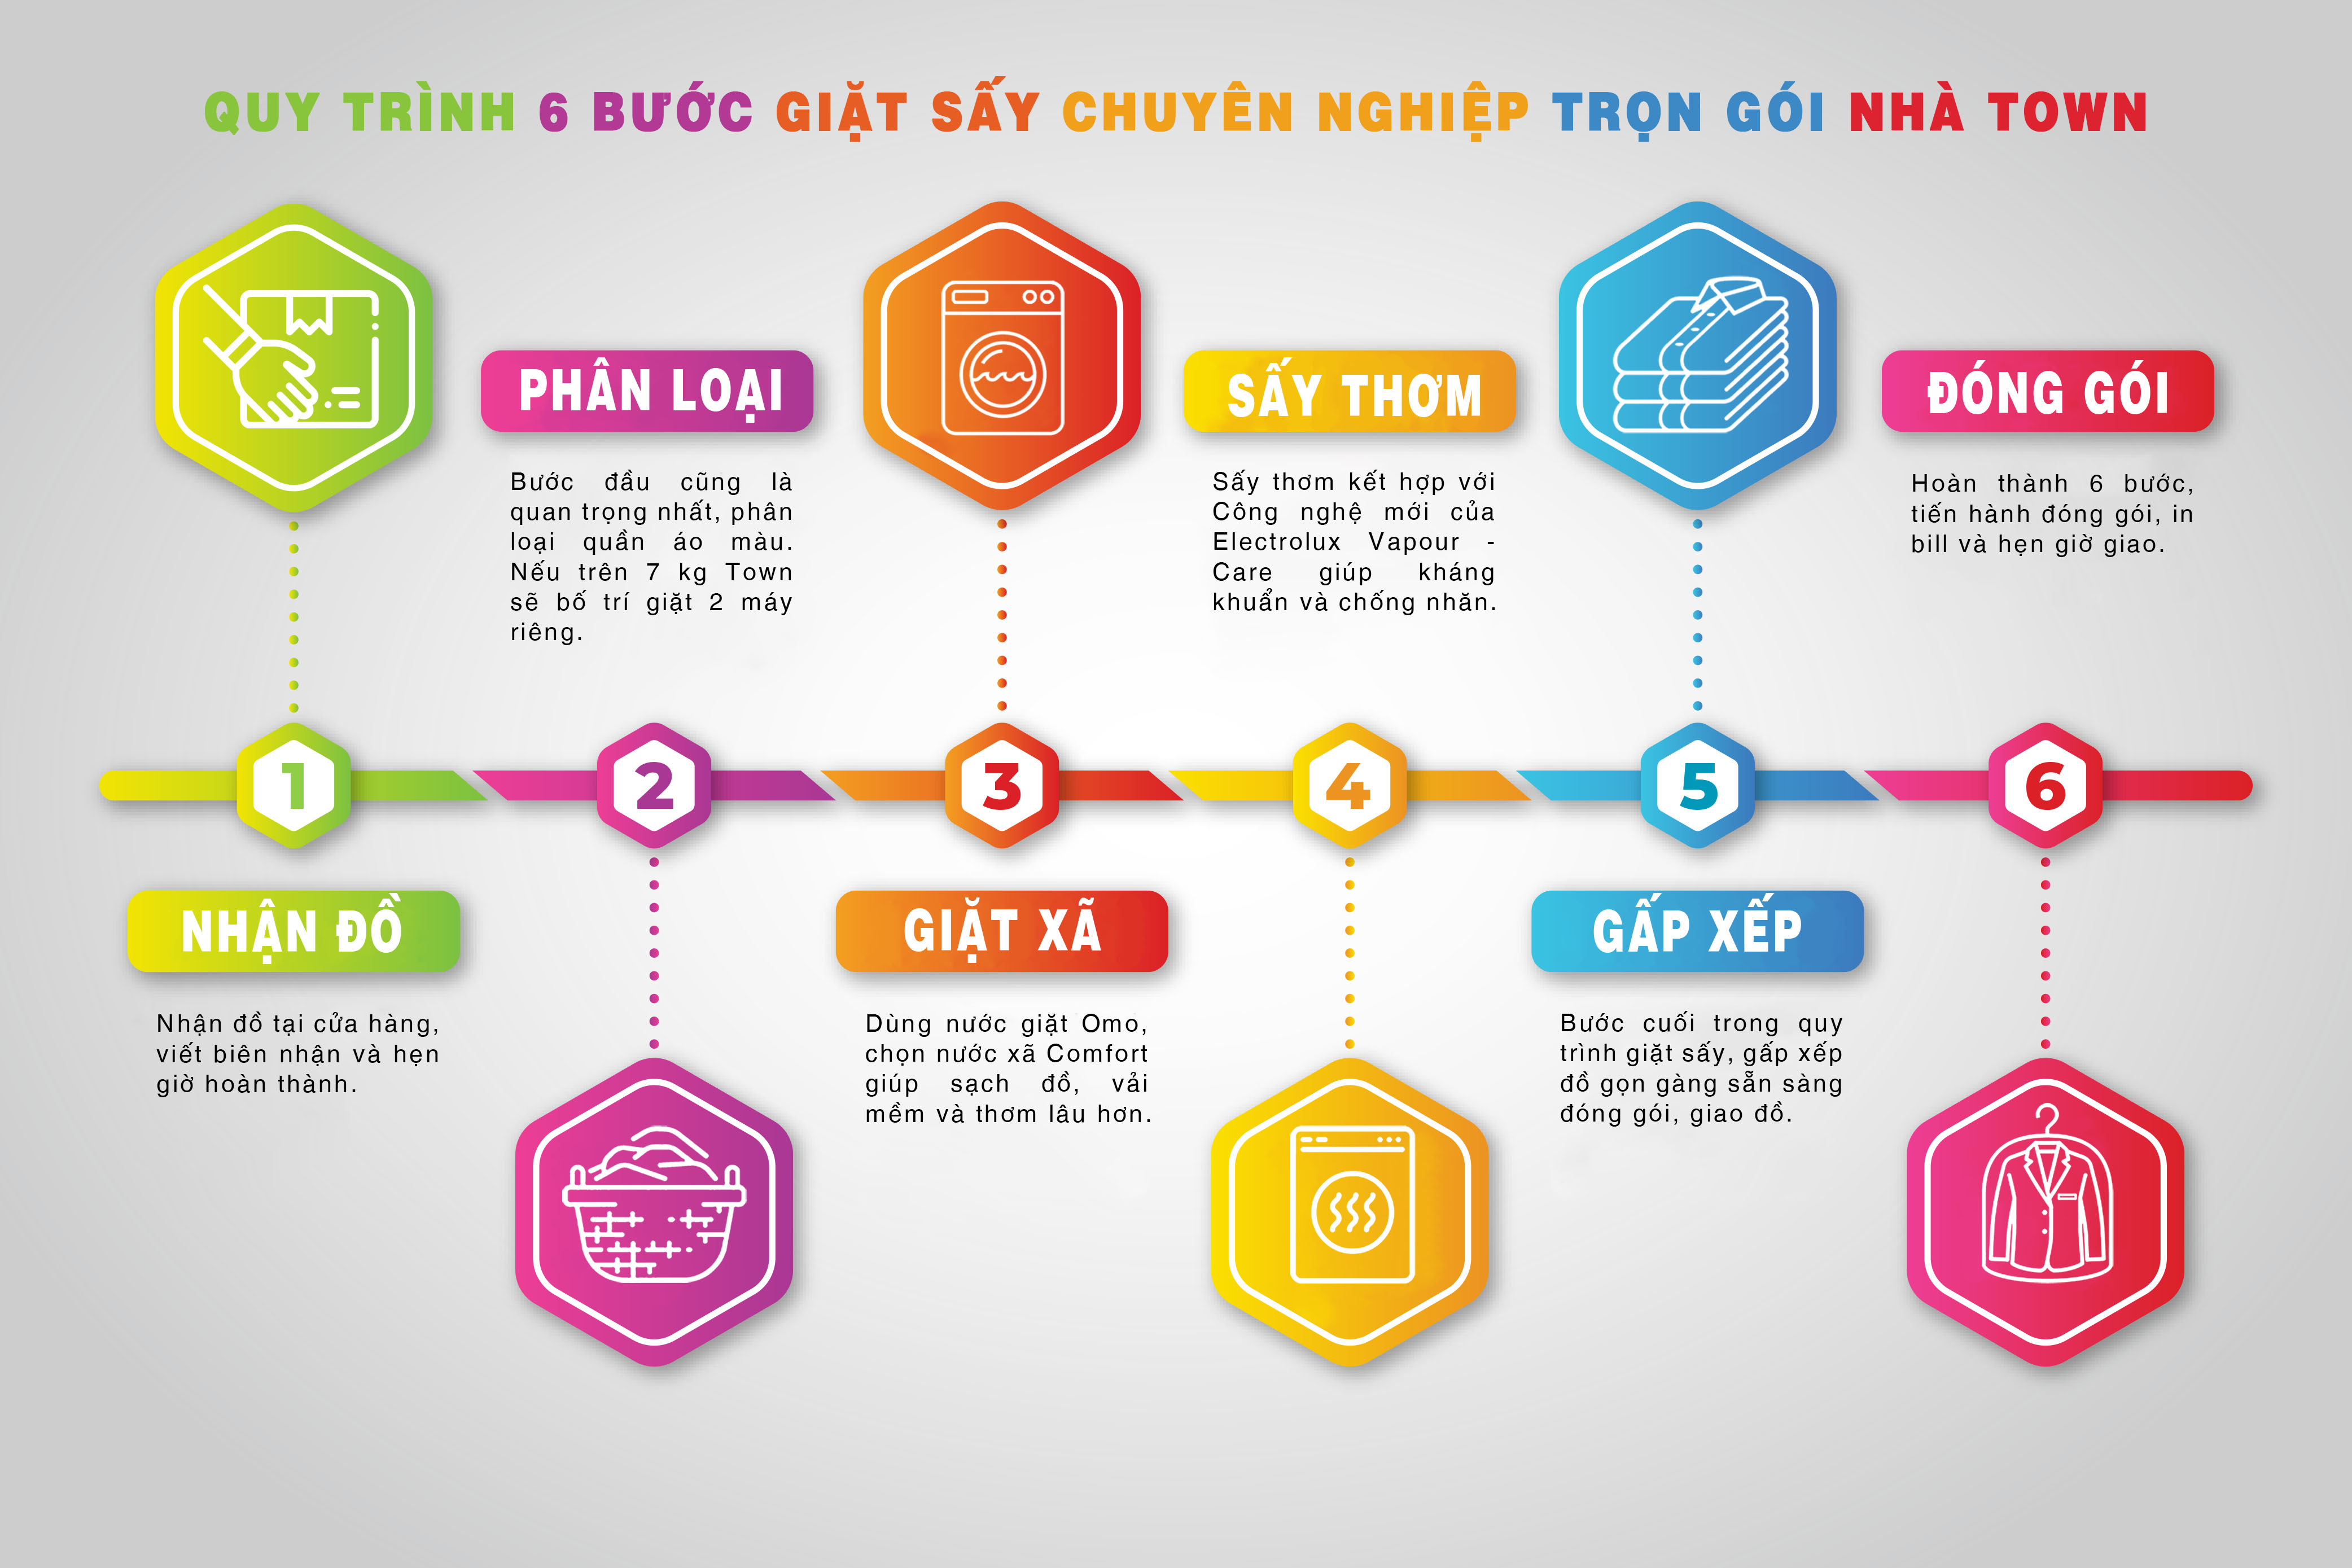 QUY TRÌNH 6 BƯỚC GIẶT SẤY CHUYÊN NGHIỆP TRỌN GÓI NHÀ TOWN
1
NHẬN ĐỒ
Nhận đồ tại cửa hàng,
viết biên nhận và hẹn
giờ hoàn thành.
2
PHÂN LOẠI
Bước đầu cũng là
quan trọng nhất, phân
loại quần áo màu.
Nếu trên 7 kg Town
sẽ bố trí giặt 2 máy
riêng.
3
GIẶT XÃ
Dùng nước giặt Omo,
chọn nước xã Comfort
giúp sạch đồ, vải
mềm và thơm lâu hơn.
4
SẤY THƠM
Sấy thơm kết hợp với
Công nghệ mới của
Electrolux Vapour -
Care giúp kháng
khuẩn và chống nhăn.
5
GẤP XẾP
Bước cuối trong quy
trình giặt sấy, gấp xếp
đồ gọn gàng sẵn sàng
đóng gói, giao đồ.
6
ĐÓNG GÓI
Hoàn thành 6 bước,
tiến hành đóng gói, in
bill và hẹn giờ giao.